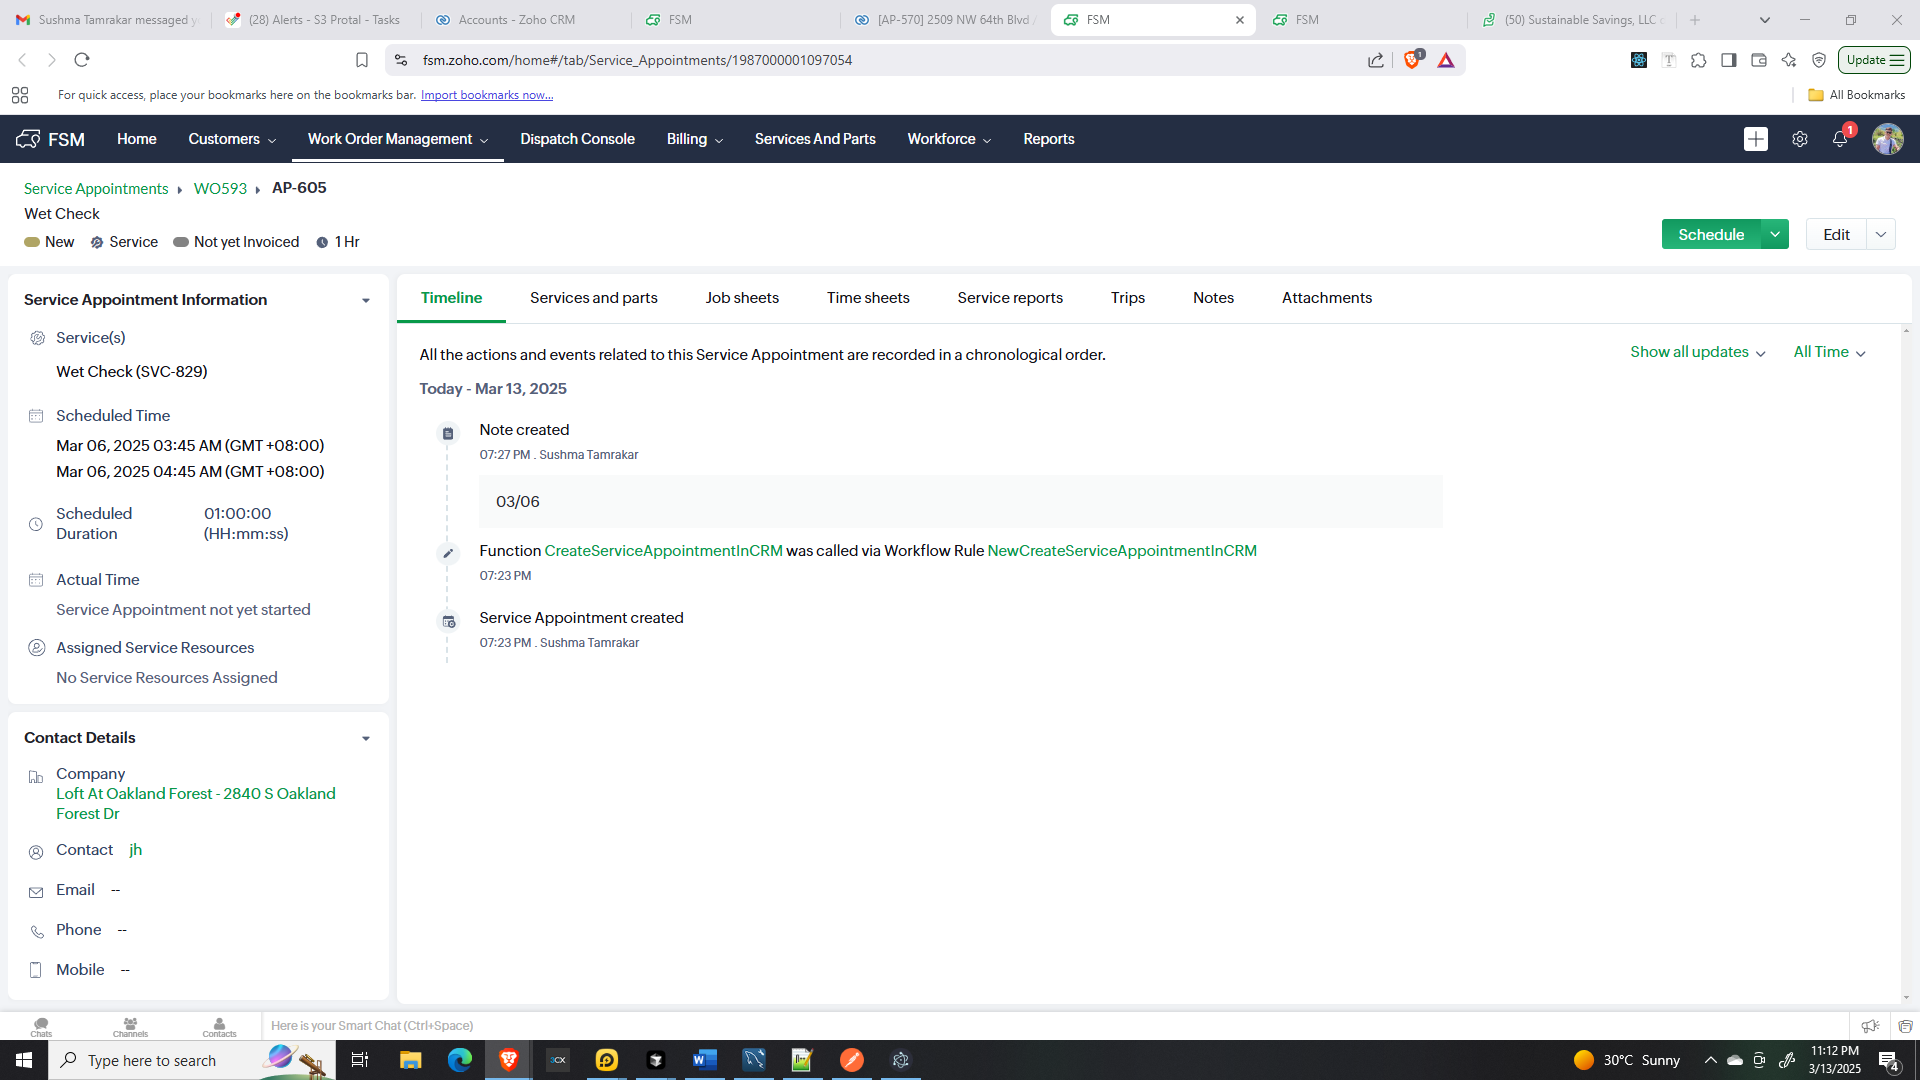 Sushma Tamrakar messaged y
(28) Alerts - S3 Protal - Tasks
Accounts - Zoho CRM
FSM
[AP-570] 2509 NW 64th Blvd
FSM
FSM
(50) Sustainable Savings, LLC
fsm.zoho.com/home#/tab/Service_Appointments/1987000001097054
1
Update
For quick access, place your bookmarks here on the bookmarks bar. Import bookmarks now...
All Bookmarks
FSM
Home
Customers
Work Order Management
Dispatch Console
Billing
Services And Parts
Workforce
Reports
1
Service Appointments
WO593
AP-605
Wet Check
New
Service
Not yet Invoiced
1 Hr
Schedule
Edit
Service Appointment Information
Service(s)
Wet Check (SVC-829)
Scheduled Time
Mar 06, 2025 03:45 AM (GMT +08:00)
Mar 06, 2025 04:45 AM (GMT +08:00)
Scheduled Duration
01:00:00 (HH:mm:ss)
Actual Time
Service Appointment not yet started
Assigned Service Resources
No Service Resources Assigned
Contact Details
Company
Loft At Oakland Forest - 2840 S Oakland
Forest Dr
Contact jh
Email --
Phone --
Mobile --
Timeline
Services and parts
Job sheets
Time sheets
Service reports
Trips
Notes
Attachments
All the actions and events related to this Service Appointment are recorded in a chronological order.
Show all updates
All Time
Today - Mar 13, 2025
Note created
07:27 PM . Sushma Tamrakar
03/06
Function CreateServiceAppointmentInCRM was called via Workflow Rule NewCreateServiceAppointmentInCRM
07:23 PM
Service Appointment created
07:23 PM . Sushma Tamrakar
Chats
Channels
Contacts
Here is your Smart Chat (Ctrl+Space)
Type here to search
30°C Sunny
11:12 PM
3/13/2025
4